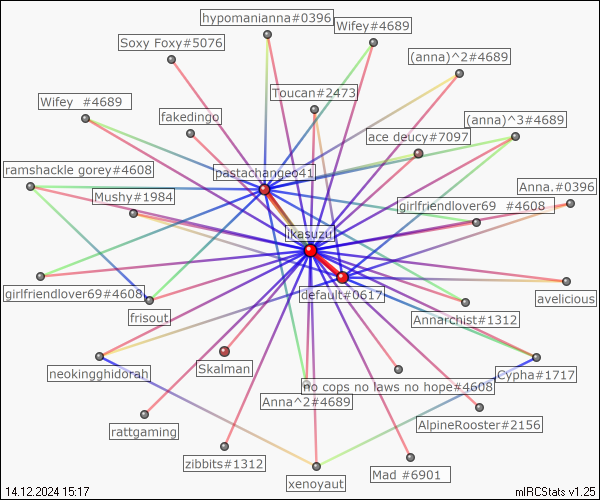 hypomanianna#0396
Wifey#4689
Soxy Foxy#5076
(anna)^2#4689
Toucan#2473
Wifey  #4689
fakedingo
(anna)^3#4689
ace deucy#7097
ramshackle gorey#4608
pastachangeo41
Mushy#1984
Anna.#0396
girlfriendlover69  #4608
ikasuzu
girlfriendlover69#4608
default#0617
avelicious
frisout
Annarchist#1312
neokingghidorah
Skalman
no cops no laws no hope#4608
Cypha#1717
Anna^2#4689
rattgaming
AlpineRooster#2156
zibbits#1312
xenoyaut
Mad #6901
14.12.2024 15:17
mIRCStats v1.25